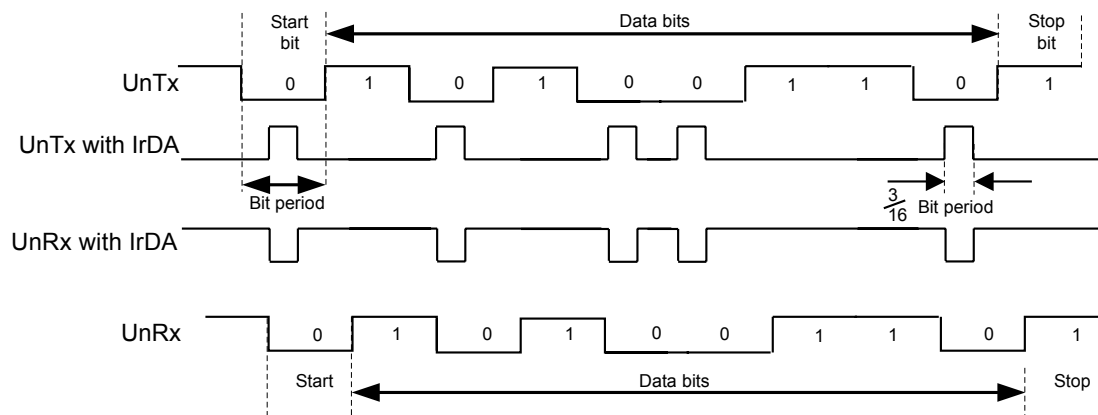 Start
bit
Data bits
Stop
bit
UnTx
0 1 0 1 0 0 1 1 0 1
UnTx with IrDA
Bit period
3/16 Bit period
UnRx with IrDA
UnRx
0 1 0 1 0 0 1 1 0 1
Start
Data bits
Stop